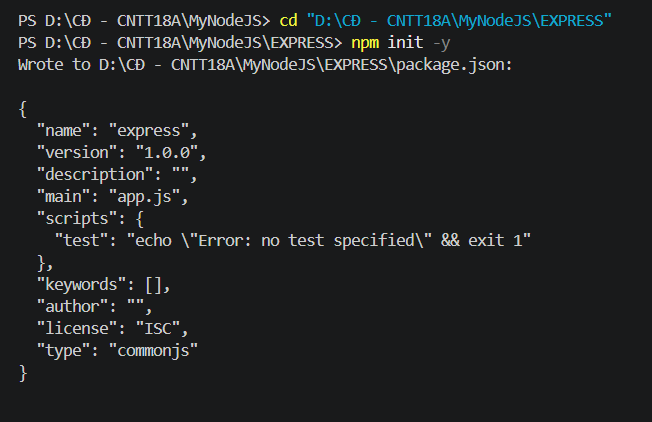 PS D:\CĐ - CNTT18A\MyNodeJS> cd "D:\CĐ - CNTT18A\MyNodeJS\EXPRESS"
PS D:\CĐ - CNTT18A\MyNodeJS\EXPRESS> npm init -y
Wrote to D:\CĐ - CNTT18A\MyNodeJS\EXPRESS\package.json:

{
  "name": "express",
  "version": "1.0.0",
  "description": "",
  "main": "app.js",
  "scripts": {
    "test": "echo \"Error: no test specified\" && exit 1"
  },
  "keywords": [],
  "author": "",
  "license": "ISC",
  "type": "commonjs"
}